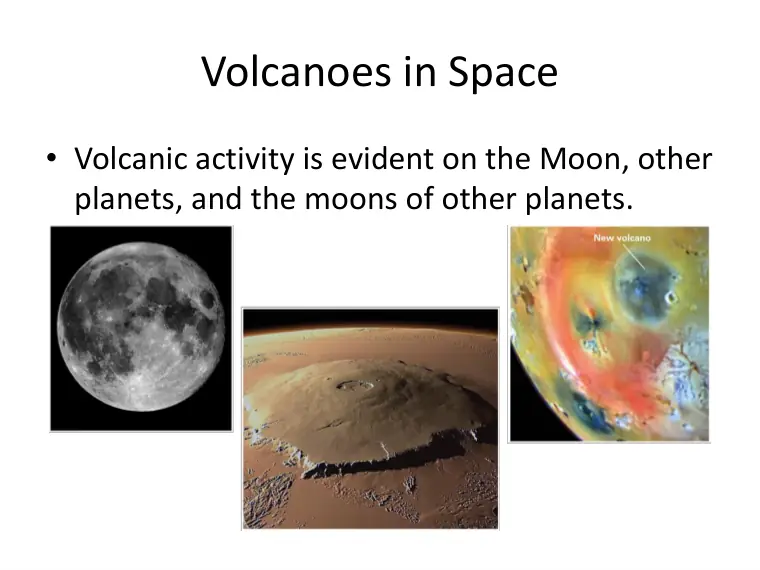 Volcanoes in Space
• Volcanic activity is evident on the Moon, other
planets, and the moons of other planets.
New volcano